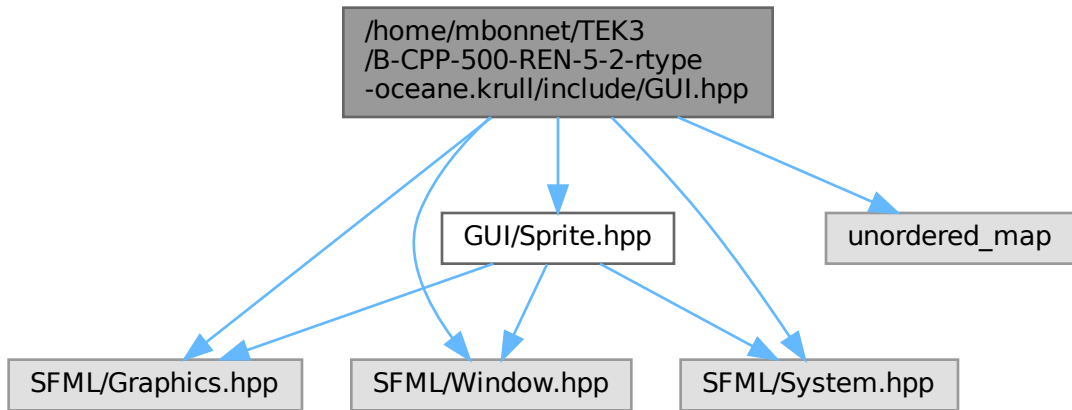 /home/mbonnet/TEK3
/B-CPP-500-REN-5-2-rtype
-oceane.krull/include/GUI.hpp
GUI/Sprite.hpp
unordered_map
SFML/Graphics.hpp
SFML/Window.hpp
SFML/System.hpp